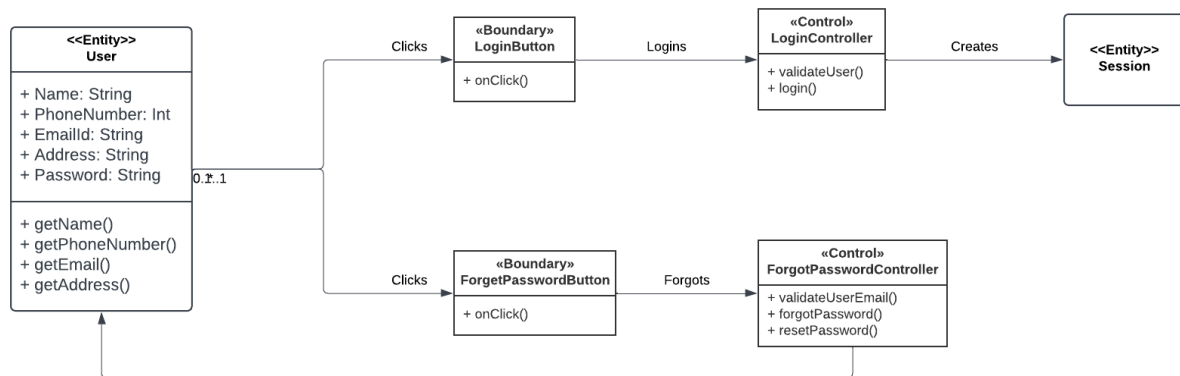 <<Entity>>
User
+ Name: String
+ PhoneNumber: Int
+ EmailId: String
+ Address: String
+ Password: String
+ getName()
+ getPhoneNumber()
+ getEmail()
+ getAddress()
Clicks
«Boundary»
LoginButton
+ onClick()
Logins
«Control»
LoginController
+ validateUser()
+ login()
Creates
<<Entity>>
Session
Clicks
«Boundary»
ForgetPasswordButton
+ onClick()
Forgots
«Control»
ForgotPasswordController
+ validateUserEmail()
+ forgotPassword()
+ resetPassword()